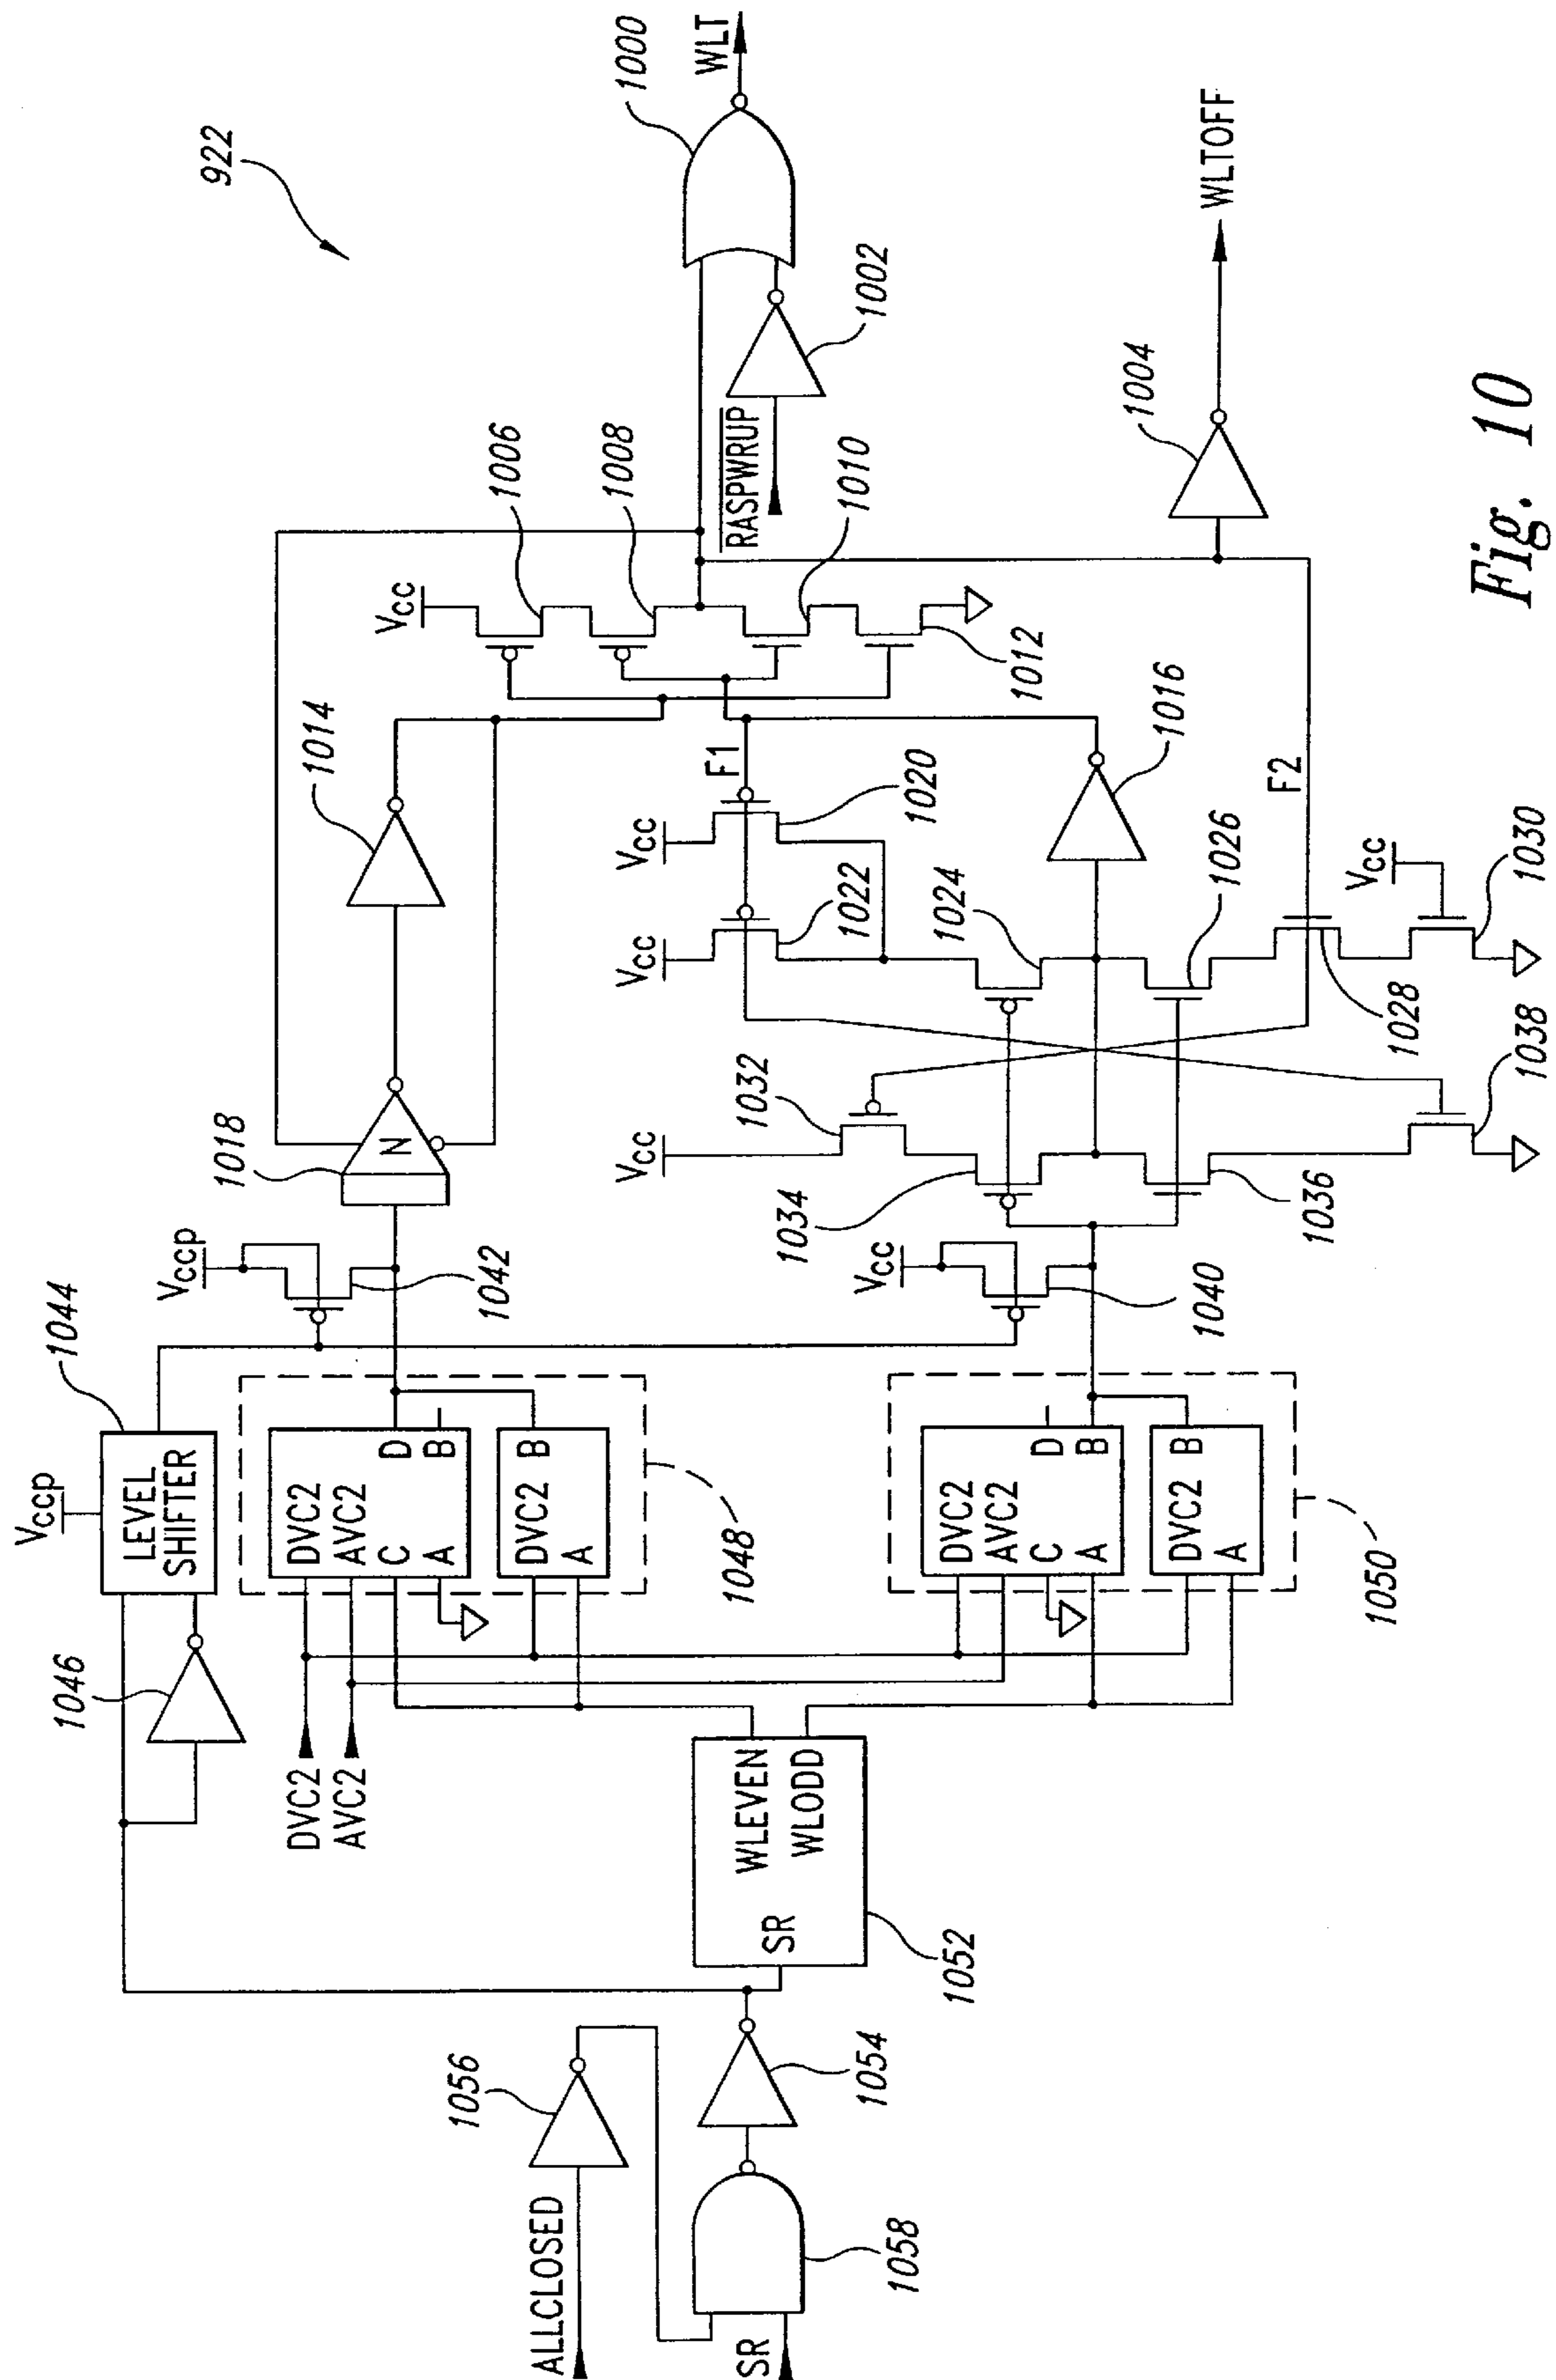 922
1044
Vccp
LEVEL
SHIFTER
1046
DVC2
AVC2
DVC2
AVC2
C
A
D
B
DVC2
A
B
1048
Vccp
1042
1018
N
1014
Vcc
1006
1008
1010
1012
RASPWRUP
1002
1000
WLT
ALLCLOSED
1056
SR
1058
1054
SR
WLEVEN
WLODD
1052
DVC2
AVC2
C
A
D
B
DVC2
A
B
1050
Vcc
1040
Vcc
1032
1034
1036
1038
Vcc
1022
Vcc
1020
F1
1024
1026
1028
Vcc
1030
1016
F2
1004
WLTOFF
Fig. 10